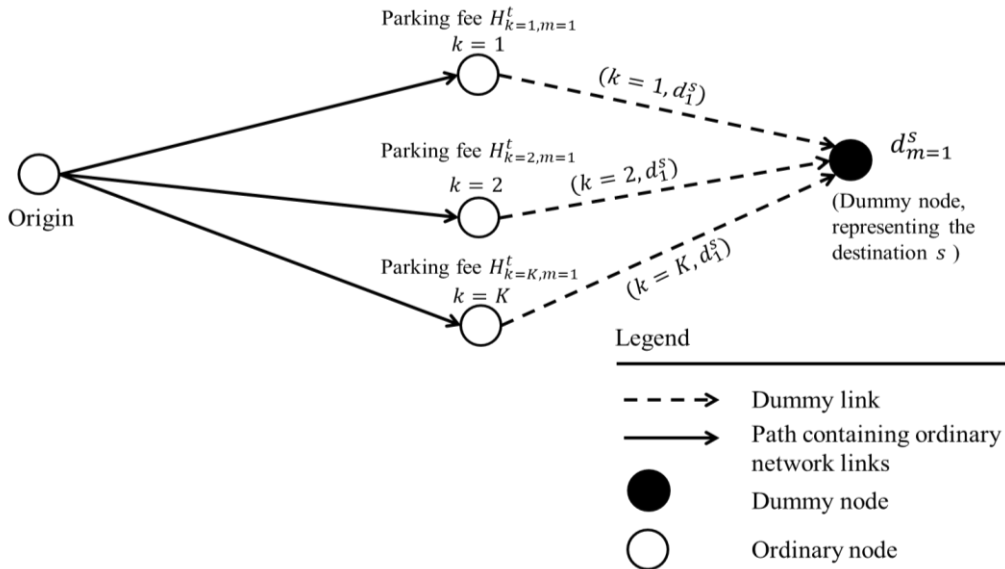 Parking fee $H^t_{k=1,m=1}$
$k = 1$
$(k = 1, d^s_1)$
Parking fee $H^t_{k=2,m=1}$
$k = 2$
$(k = 2, d^s_1)$
$d^s_{m=1}$
Origin
(Dummy node,
representing the
destination $s$ )
Parking fee $H^t_{k=K,m=1}$
$k = K$
$(k = K, d^s_1)$
Legend
Dummy link
Path containing ordinary
network links
Dummy node
Ordinary node